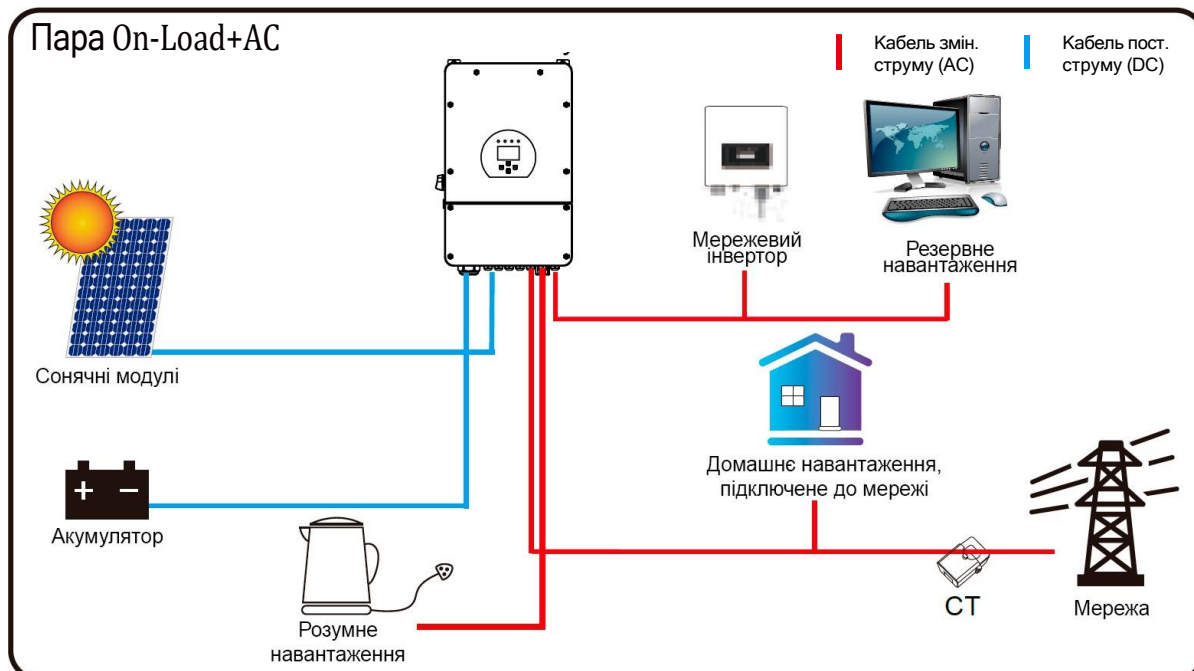 Пара On-Load+AC
Кабель змін.
струму (AC)
Кабель пост.
струму (DC)
Мережевий
інвертор
Резервне
навантаження
Сонячні модулі
Домашнє навантаження,
підключене до мережі
+ −
Акумулятор
Розумне
навантаження
CT
Мережа